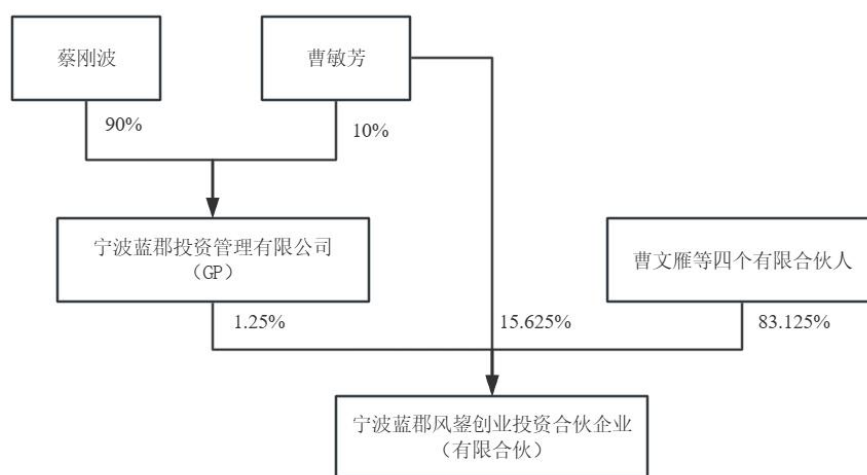 蔡刚波
曹敏芳
90%
10%
宁波蓝郡投资管理有限公司
（GP）
曹文雁等四个有限合伙人
1.25%
15.625%
83.125%
宁波蓝郡风鋆创业投资合伙企业
（有限合伙）